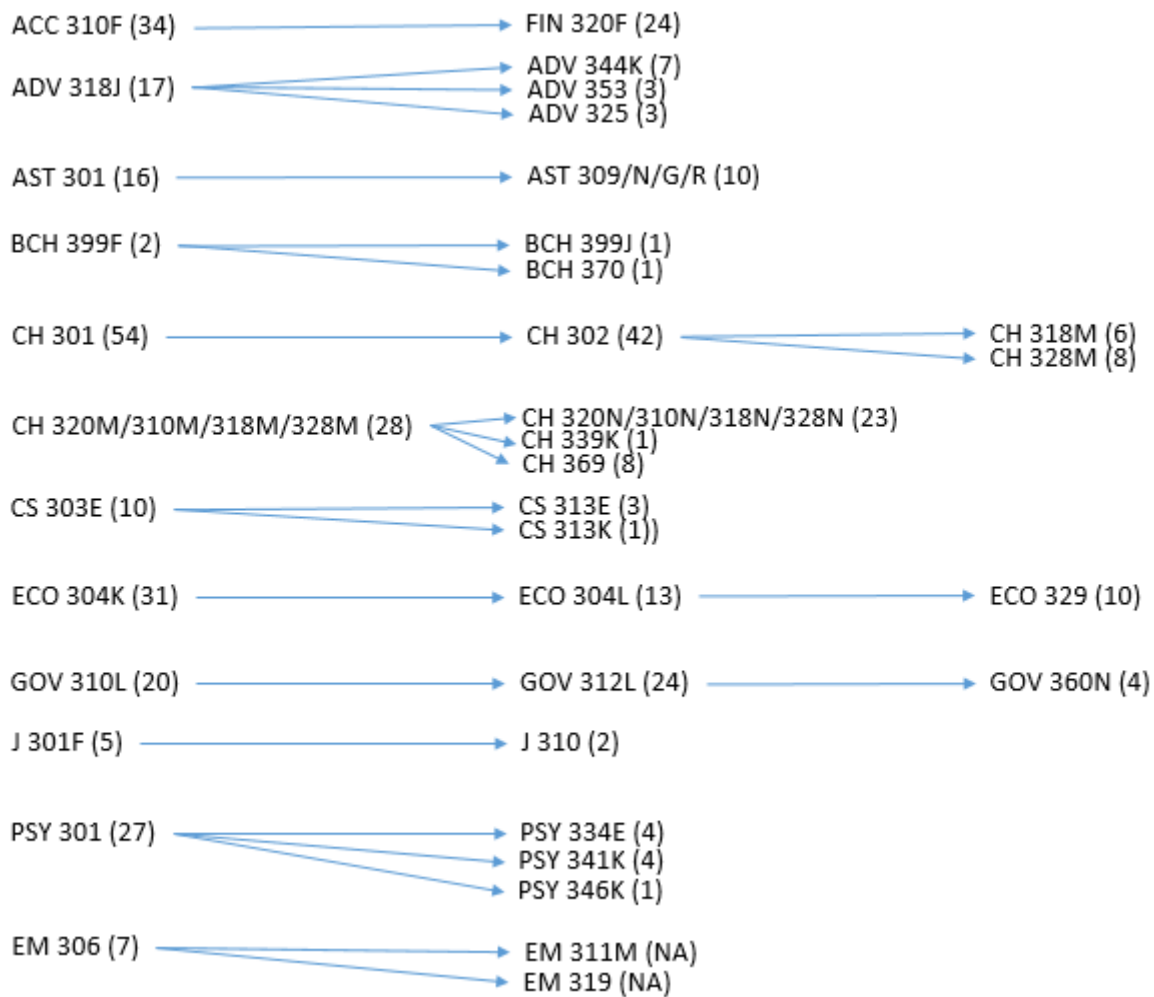 ACC 310F (34)
FIN 320F (24)
ADV 318J (17)
ADV 344K (7)
ADV 353 (3)
ADV 325 (3)
AST 301 (16)
AST 309/N/G/R (10)
BCH 399F (2)
BCH 399J (1)
BCH 370 (1)
CH 301 (54)
CH 302 (42)
CH 318M (6)
CH 328M (8)
CH 320M/310M/318M/328M (28)
CH 320N/310N/318N/328N (23)
CH 339K (1)
CH 369 (8)
CS 303E (10)
CS 313E (3)
CS 313K (1))
ECO 304K (31)
ECO 304L (13)
ECO 329 (10)
GOV 310L (20)
GOV 312L (24)
GOV 360N (4)
J 301F (5)
J 310 (2)
PSY 301 (27)
PSY 334E (4)
PSY 341K (4)
PSY 346K (1)
EM 306 (7)
EM 311M (NA)
EM 319 (NA)